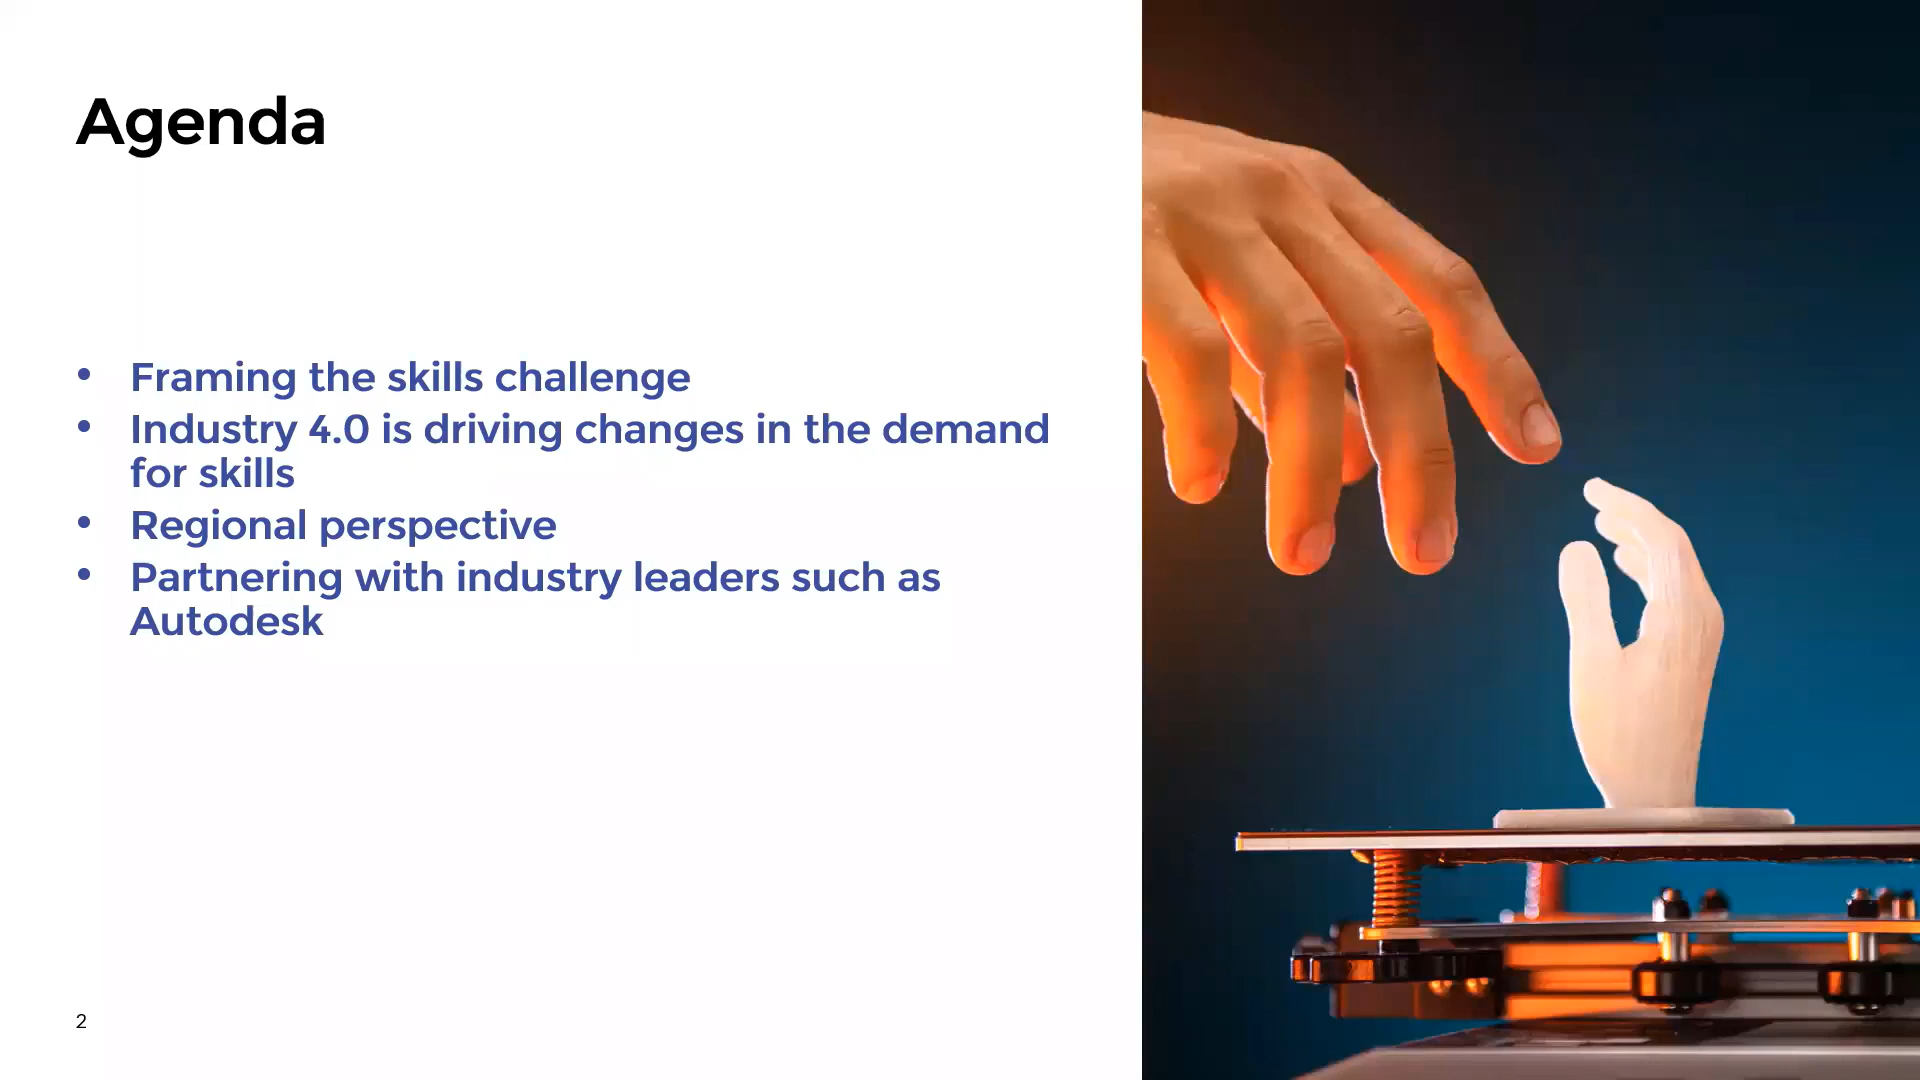 Agenda
• Framing the skills challenge
• Industry 4.0 is driving changes in the demand
for skills
• Regional perspective
• Partnering with industry leaders such as
Autodesk
2